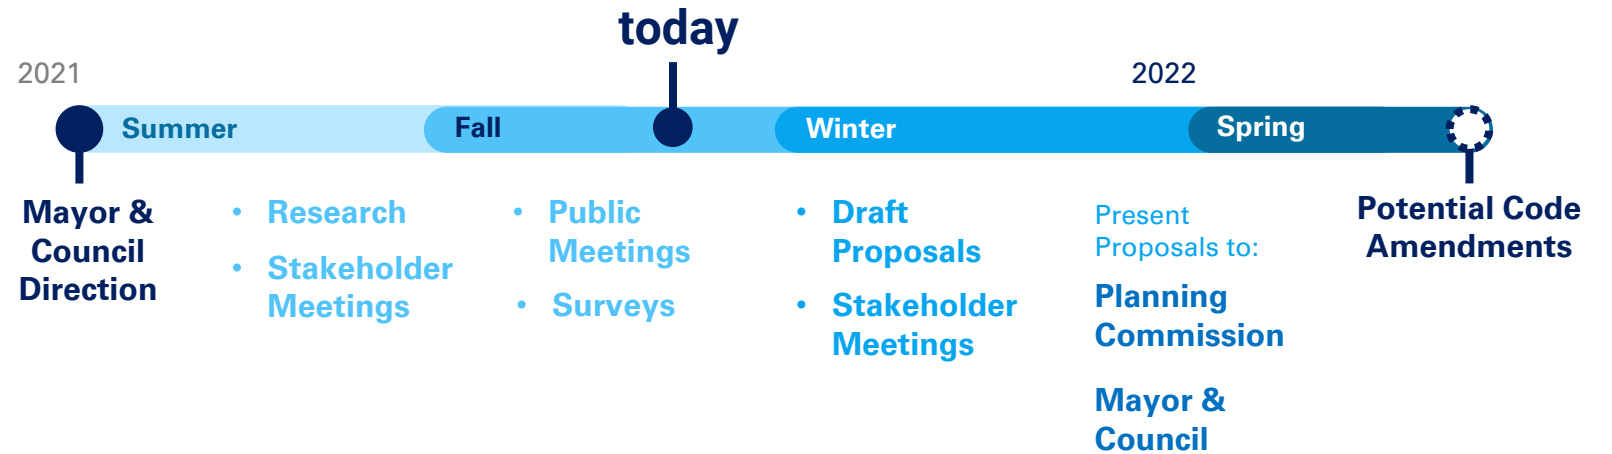 today
2021
2022
Summer
Fall
Winter
Spring
Mayor &
Council
Direction
• Research
• Stakeholder
Meetings
• Public
Meetings
• Surveys
• Draft
Proposals
• Stakeholder
Meetings
Present
Proposals to:
Planning
Commission
Mayor &
Council
Potential Code
Amendments